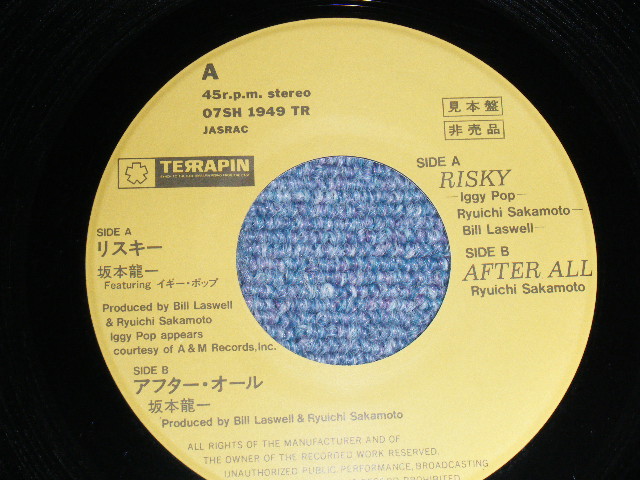 A
45r.p.m. stereo
07SH 1949 TR
JASRAC
見本盤
非売品
TERRAPIN
SIDE A
リスキー
坂本龍一
Featuring イギー・ポップ
Produced by Bill Laswell
& Ryuichi Sakamoto
Iggy Pop appears
courtesy of A & M Records,Inc.
SIDE B
アフター・オール
坂本龍一
Produced by Bill Laswell & Ryuichi Sakamoto
SIDE A
RISKY
—Iggy Pop—
Ryuichi Sakamoto—
Bill Laswell—
SIDE B
AFTER ALL
Ryuichi Sakamoto
ALL RIGHTS OF THE MANUFACTURER AND OF
THE OWNER OF THE RECORDED WORK RESERVED.
UNAUTHORIZED PUBLIC PERFORMANCE, BROADCASTING